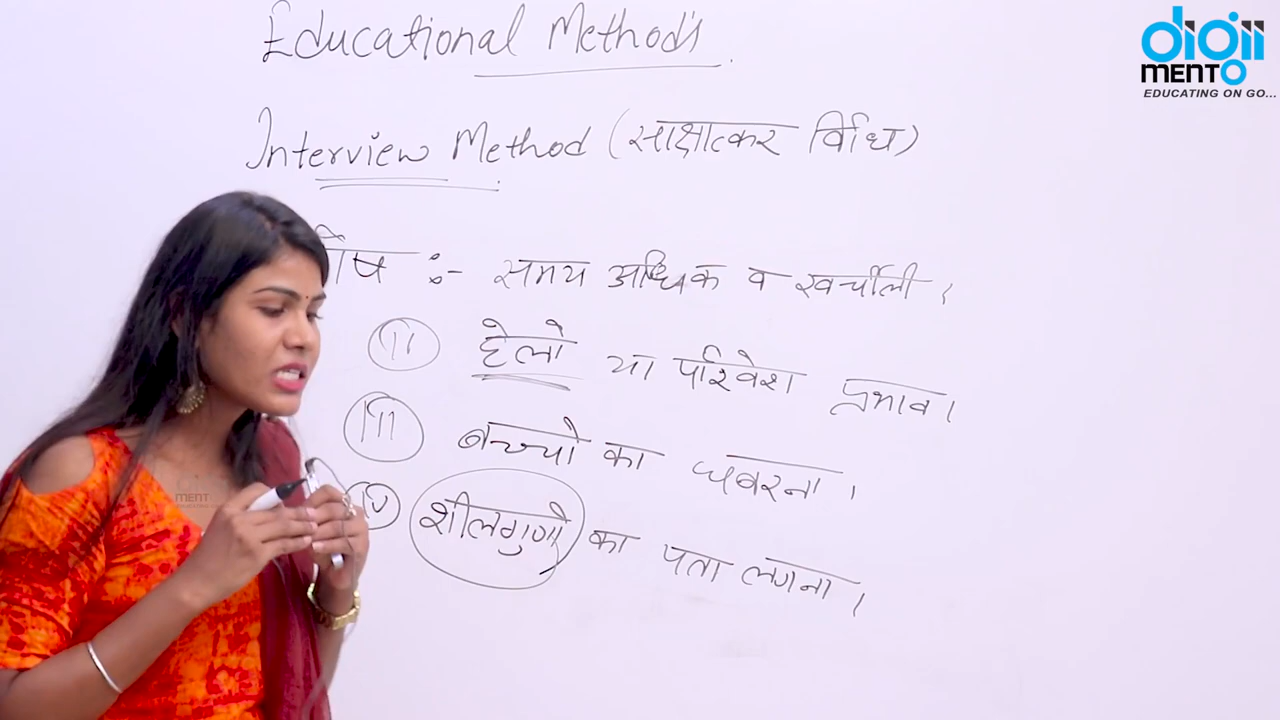 Educational Method's.
Interview Method (साक्षात्कर विधि)
:- समय अधिक व खर्चीली ।
(ii) हेलो या परिवेश प्रभाव।
(iii) बच्चो का घबरना ।
(iv) शीलगुणो का पता लगना ।
digii
MENTO
EDUCATING ON GO...
MENT